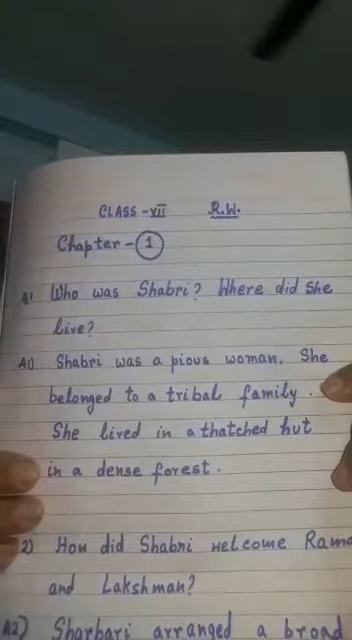 CLASS - VII R.W.
Chapter - 1
Q1 Who was Shabri? Where did she
live?
A1) Shabri was a pious woman. She
belonged to a tribal family.
She lived in a thatched hut
in a dense forest.
2) How did Shabri welcome Rama
and Lakshman?
A2) Sharbari arranged a broad